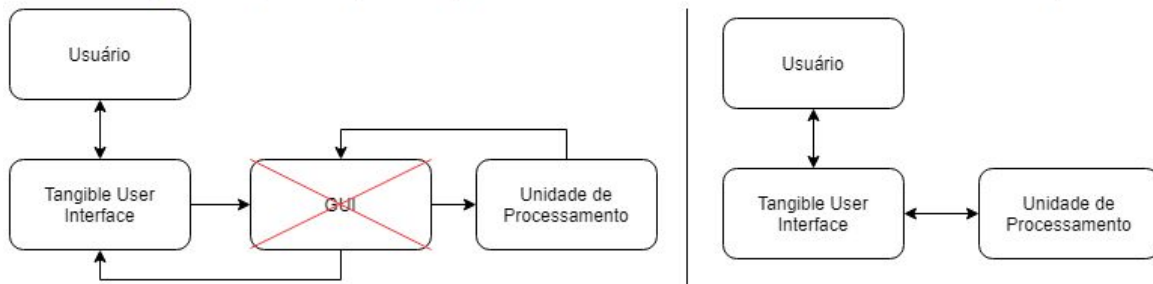 Usuário
Tangible User
Interface
GUI
Unidade de
Processamento
Usuário
Tangible User
Interface
Unidade de
Processamento